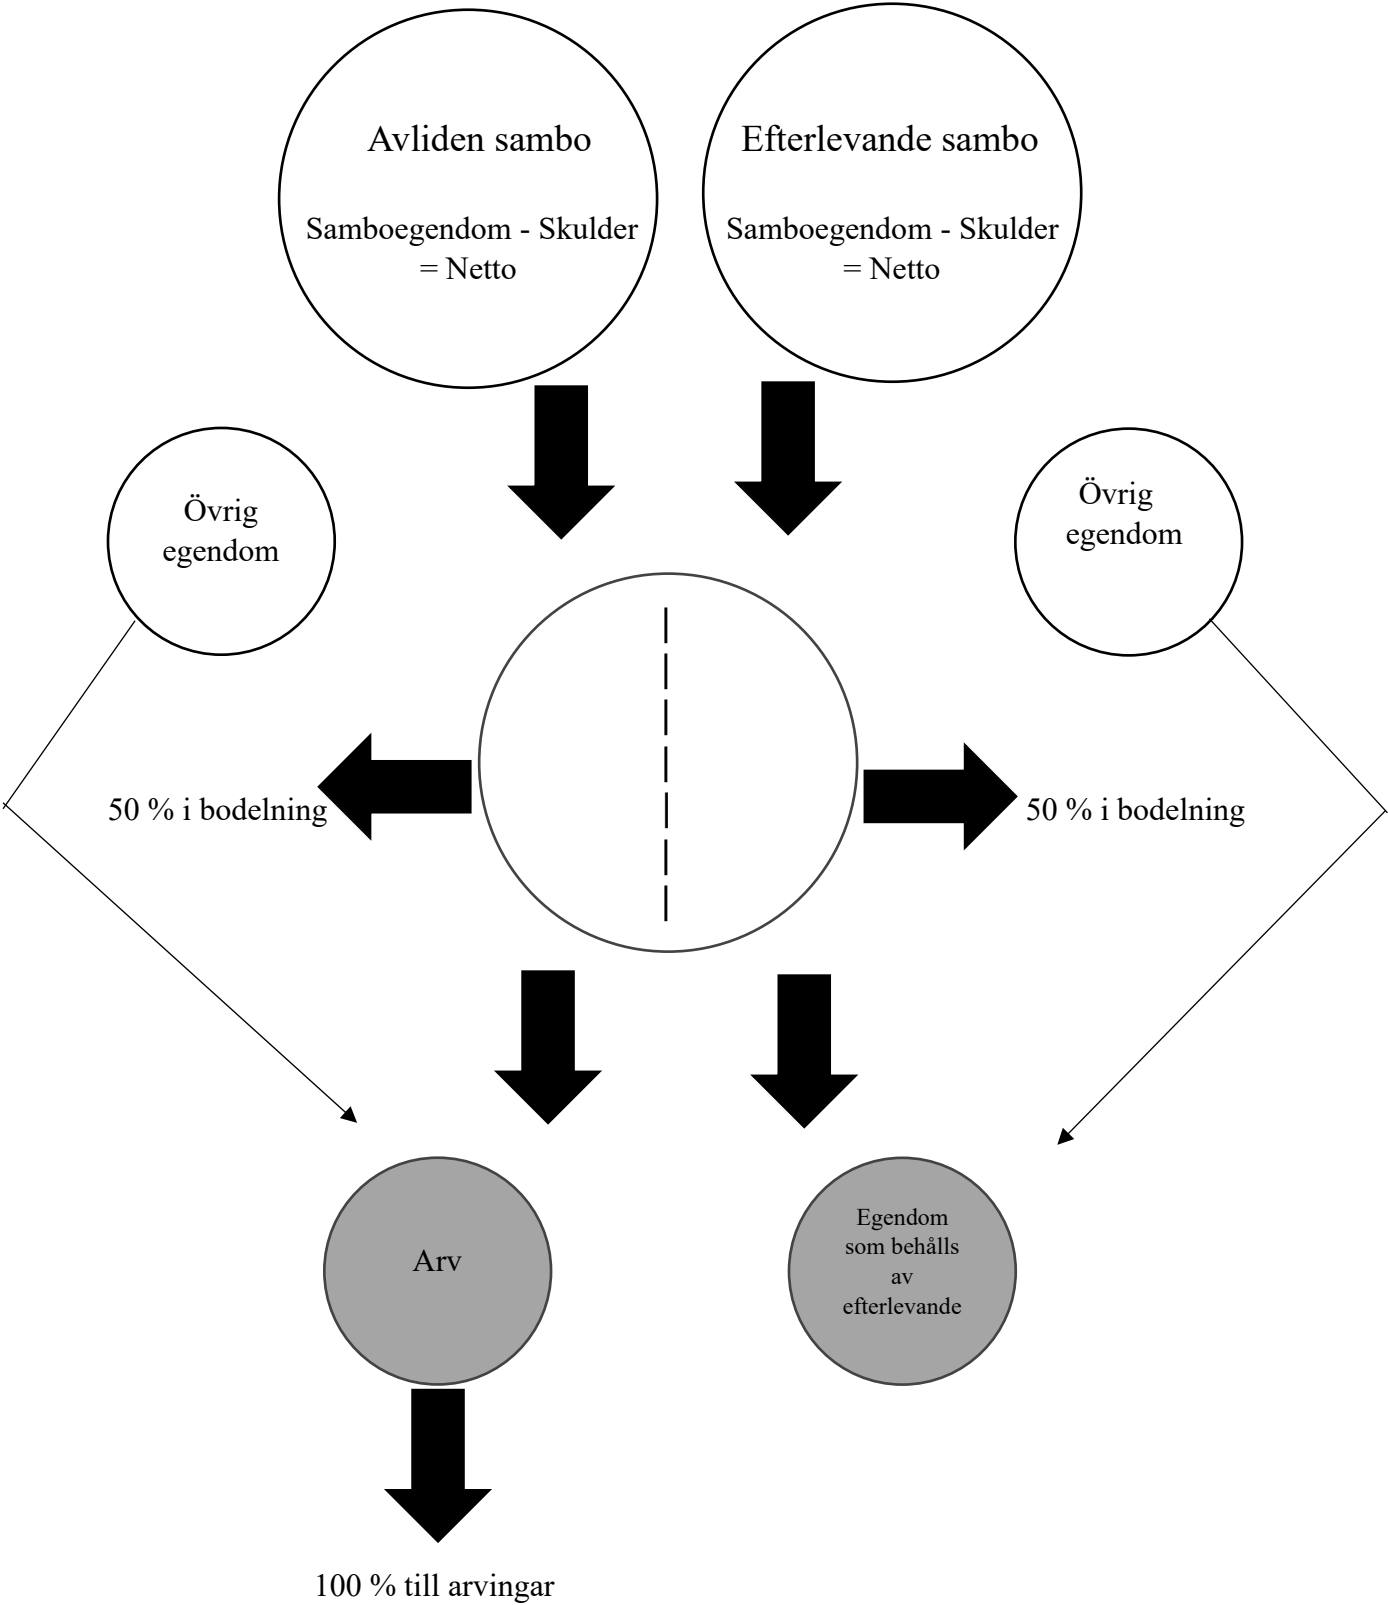 Avliden sambo
Samboegendom - Skulder
= Netto
Efterlevande sambo
Samboegendom - Skulder
= Netto
Övrig
egendom
Övrig
egendom
50 % i bodelning
50 % i bodelning
Arv
Egendom
som behålls
av
efterlevande
100 % till arvingar